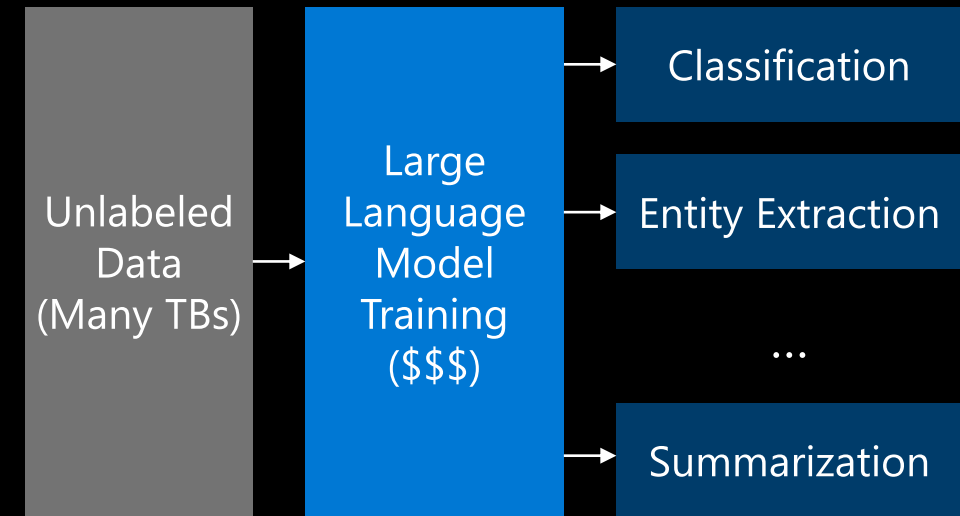 Unlabeled
Data
(Many TBs)
Large
Language
Model
Training
($$$)
Classification
Entity Extraction
...
Summarization